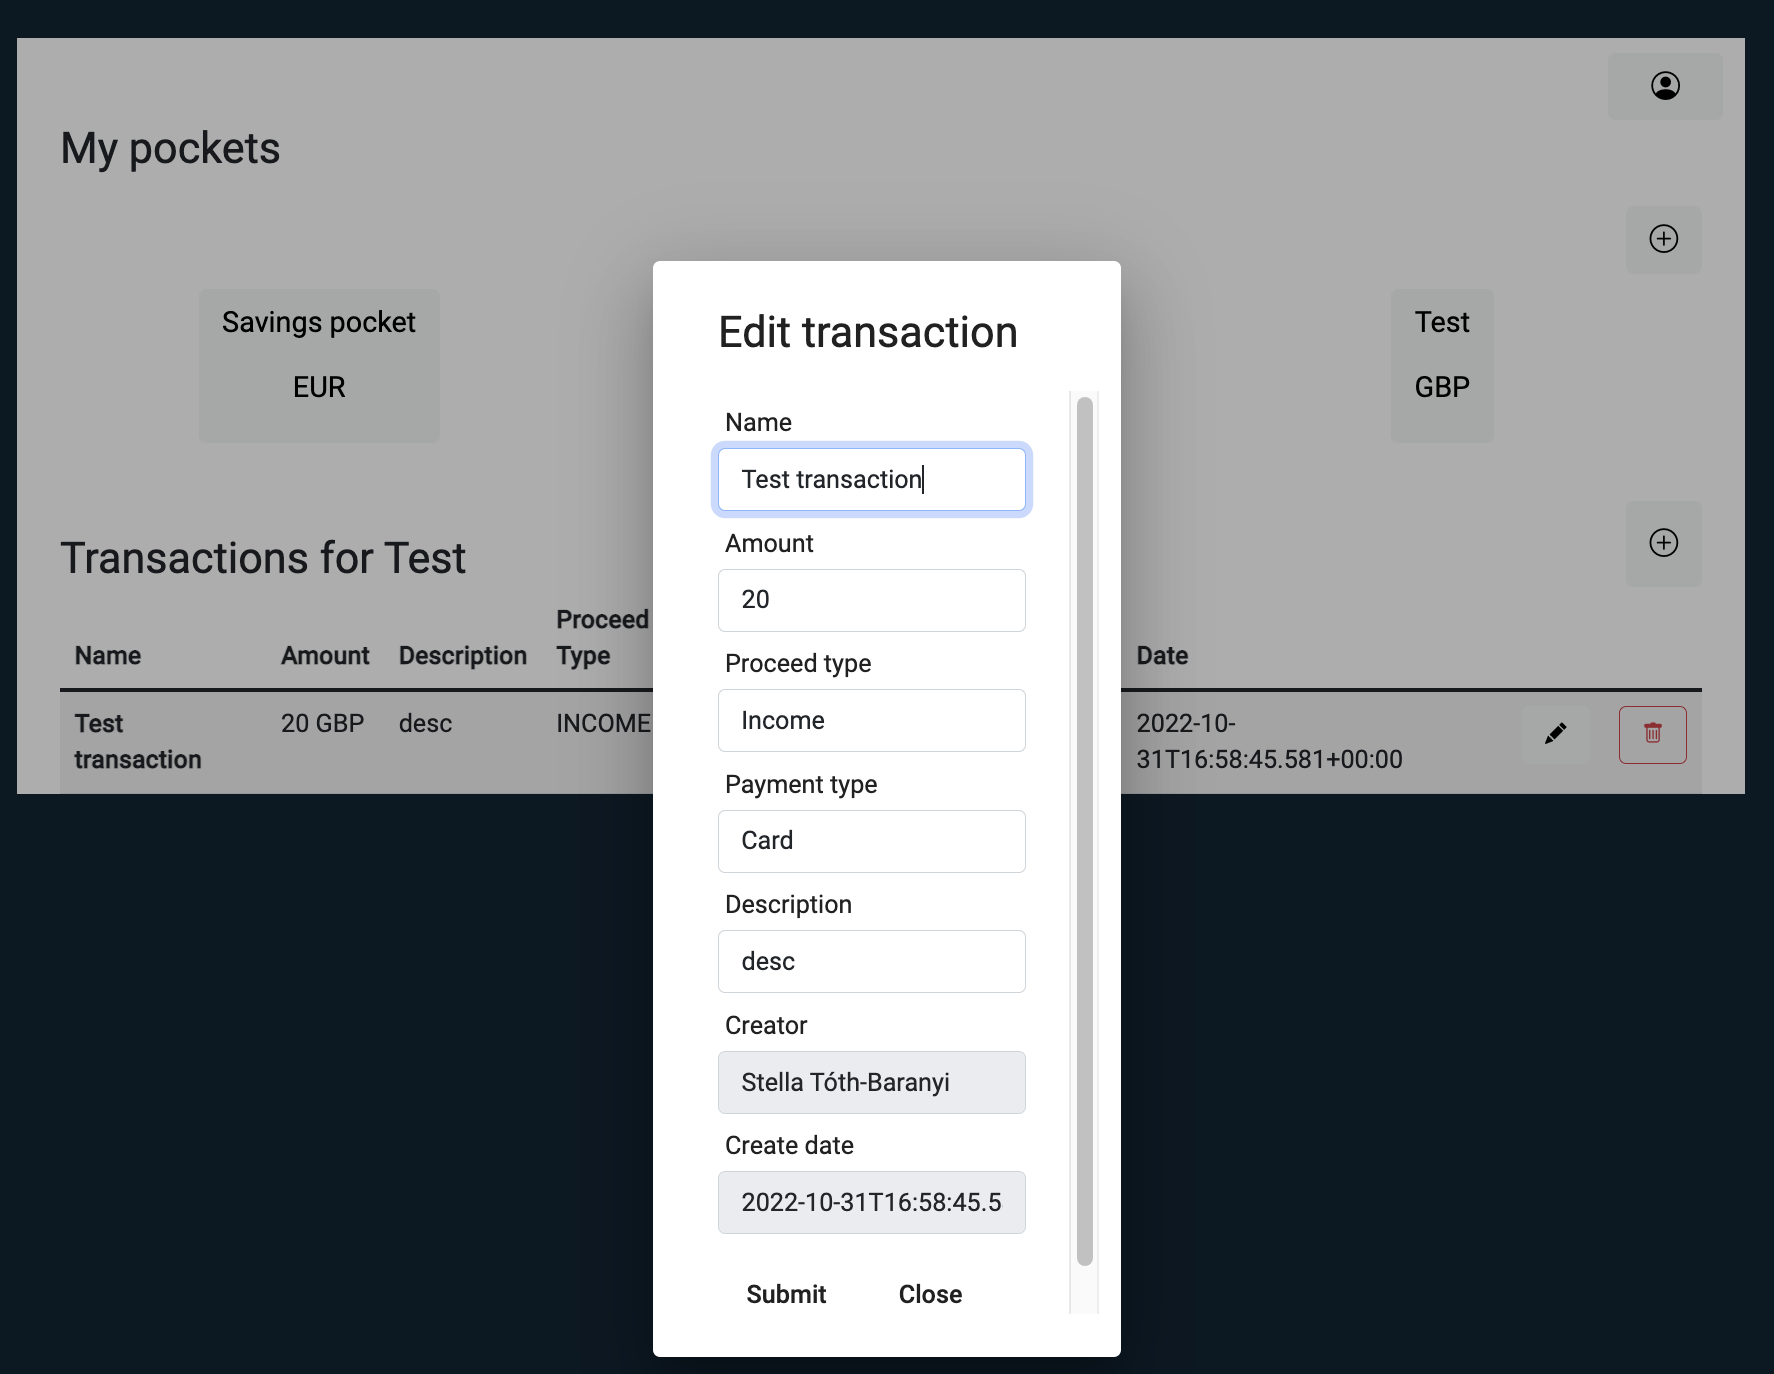 My pockets
Savings pocket
EUR
Test
GBP
Transactions for Test
Name
Amount
Description
Proceed
Type
Date
Test
transaction
20 GBP
desc
INCOME
2022-10-
31T16:58:45.581+00:00
Edit transaction
Name
Test transaction
Amount
20
Proceed type
Income
Payment type
Card
Description
desc
Creator
Stella Tóth-Baranyi
Create date
2022-10-31T16:58:45.5
Submit
Close